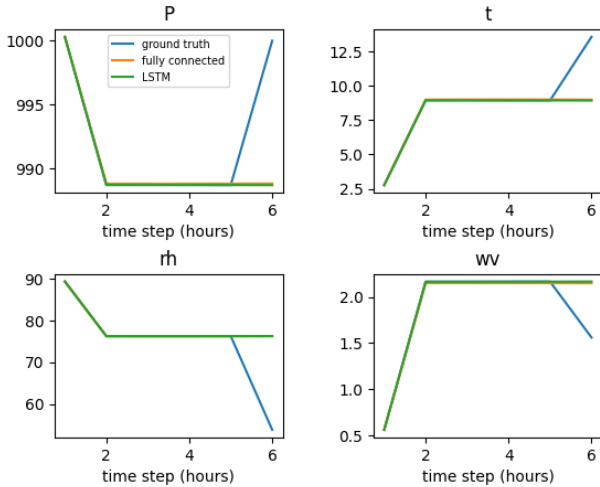 P
1000
995
990
ground truth
fully connected
LSTM
2
4
6
time step (hours)
t
12.5
10.0
7.5
5.0
2.5
2
4
6
time step (hours)
rh
90
80
70
60
2
4
6
time step (hours)
wv
2.0
1.5
1.0
0.5
2
4
6
time step (hours)